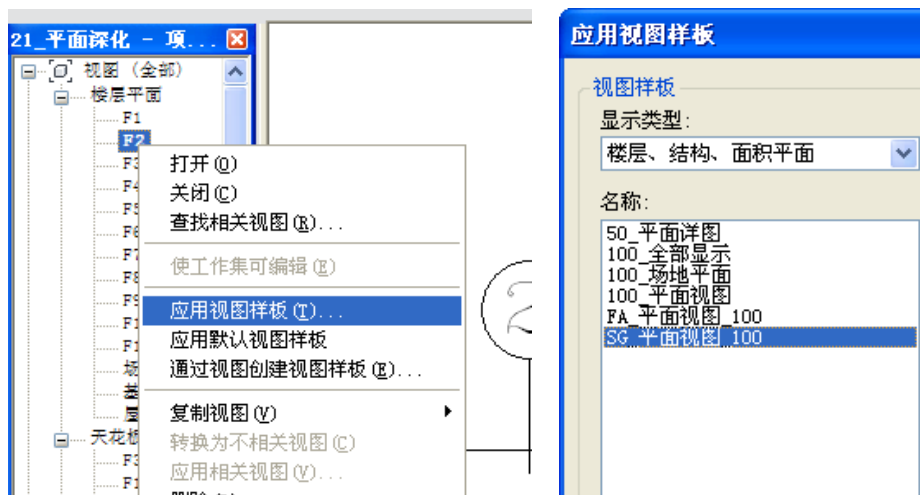 21_平面深化 - 项...
视图 (全部)
楼层平面
F1
F2
打开(O)
关闭(C)
查找相关视图(R)...
使工作集可编辑(E)
应用视图样板(T)...
应用默认视图样板
通过视图创建视图样板(E)...
复制视图(V)
转换为不相关视图(C)
应用相关视图(V)...
天花板
2
应用视图样板
视图样板
显示类型:
楼层、结构、面积平面
名称:
50_平面详图
100_全部显示
100_场地平面
100_平面视图
FA_平面视图_100
SG_平面视图_100